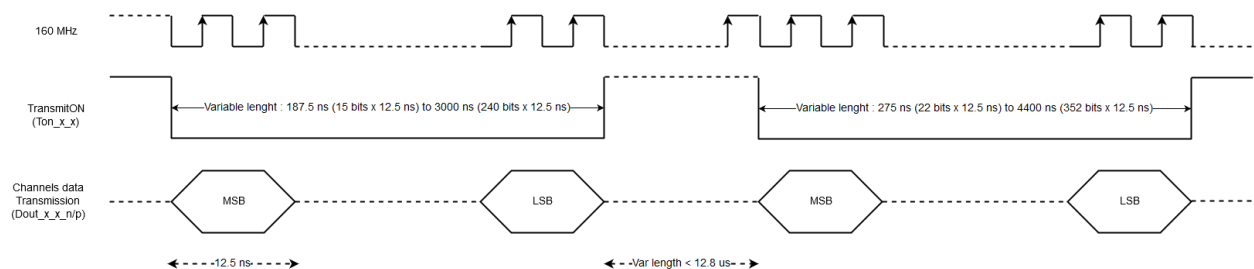 160 MHz
TransmitON
(Ton_x_x)
Variable lenght : 187.5 ns (15 bits x 12.5 ns) to 3000 ns (240 bits x 12.5 ns)
Variable lenght : 275 ns (22 bits x 12.5 ns) to 4400 ns (352 bits x 12.5 ns)
Channels data
Transmission
(Dout_x_x_n/p)
MSB
LSB
MSB
LSB
12.5 ns
Var length < 12.8 us